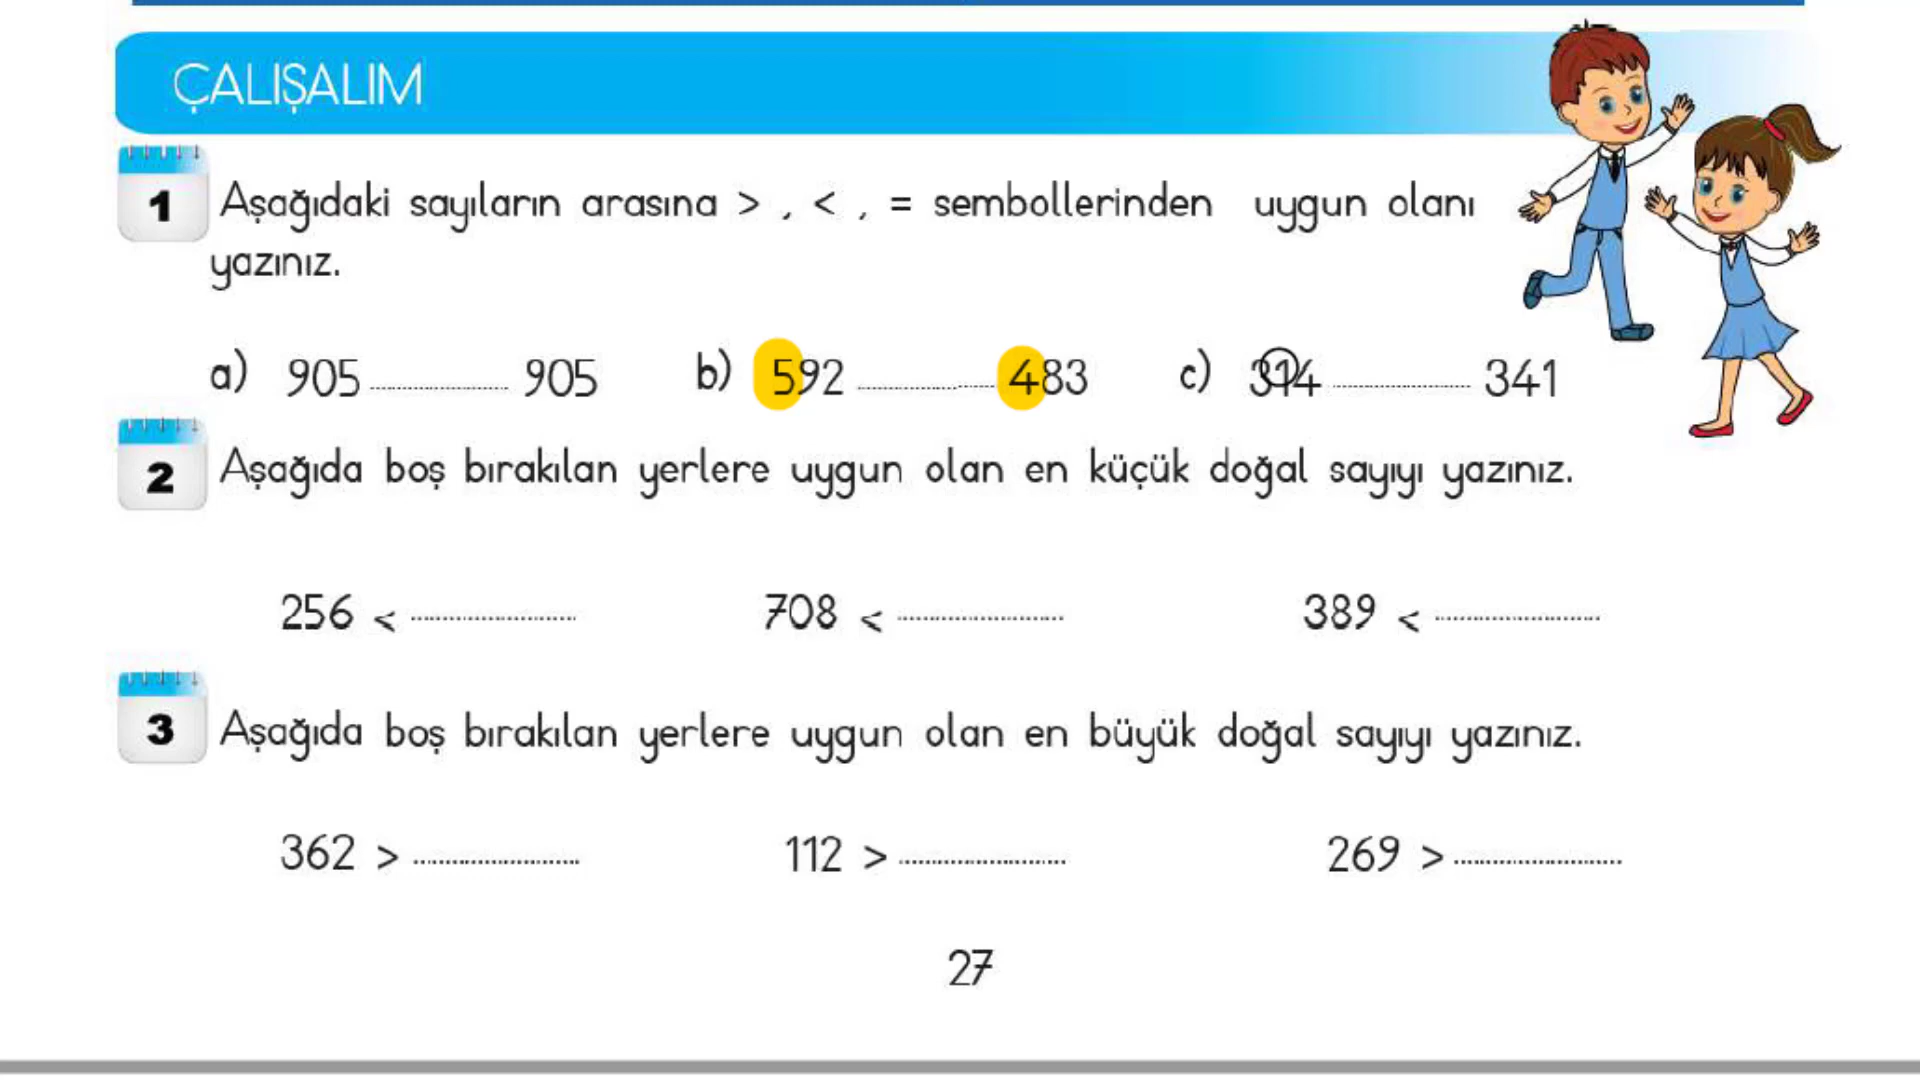 ÇALIŞALIM
1 Aşağıdaki sayıların arasına > , < , = sembollerinden uygun olanı
yazınız.
a) 905 .................... 905 b) 592 .................... 483 c) 314 .................... 341
2 Aşağıda boş bırakılan yerlere uygun olan en küçük doğal sayıyı yazınız.
256 < ........................ 708 < ........................ 389 < ........................
3 Aşağıda boş bırakılan yerlere uygun olan en büyük doğal sayıyı yazınız.
362 > ........................ 112 > ........................ 269 > ........................
27